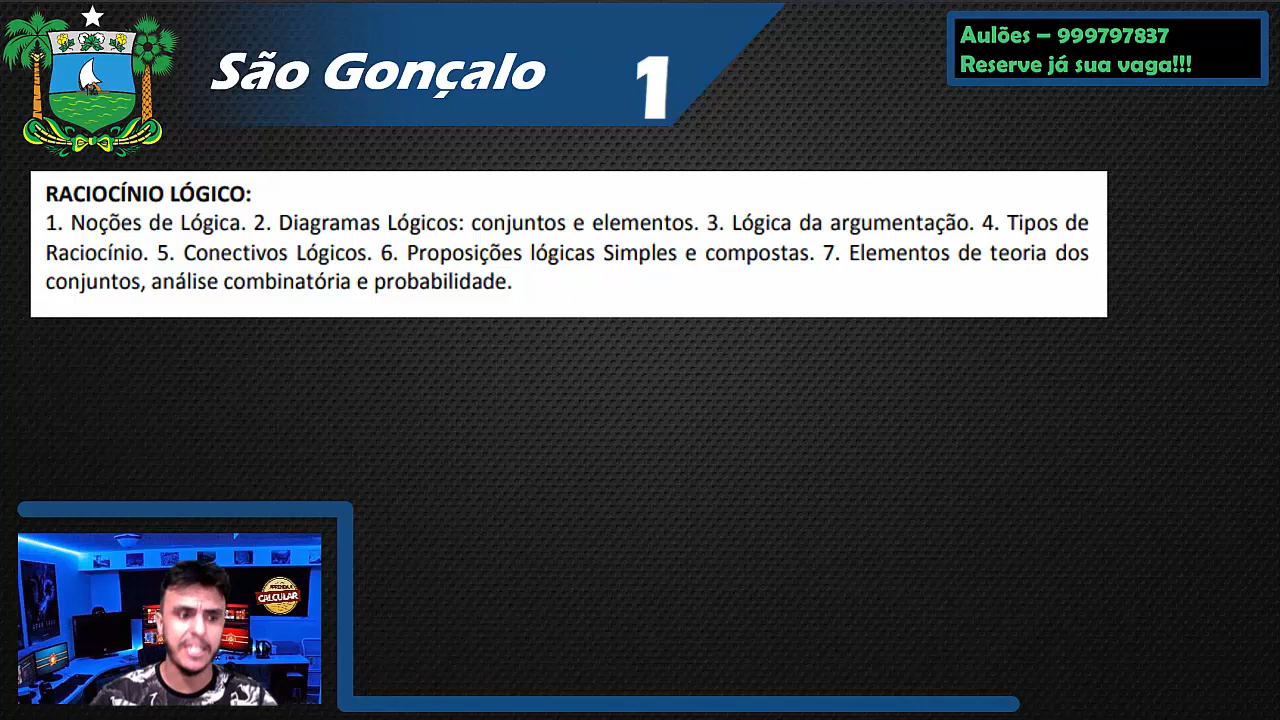 São Gonçalo
1
Aulões – 999797837
Reserve já sua vaga!!!
RACIOCÍNIO LÓGICO:
1. Noções de Lógica. 2. Diagramas Lógicos: conjuntos e elementos. 3. Lógica da argumentação. 4. Tipos de
Raciocínio. 5. Conectivos Lógicos. 6. Proposições lógicas Simples e compostas. 7. Elementos de teoria dos
conjuntos, análise combinatória e probabilidade.
CALCULAR